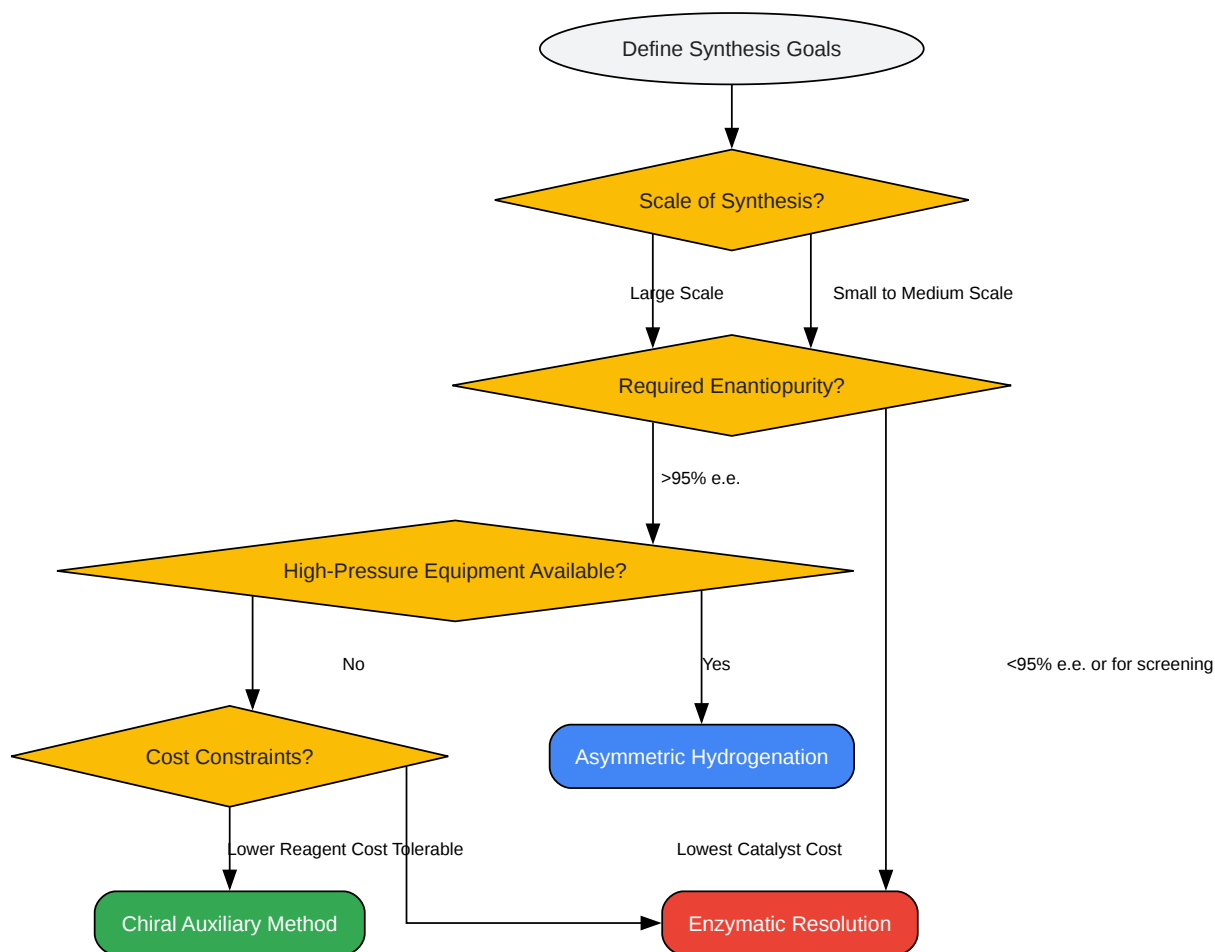 Define Synthesis Goals
Scale of Synthesis?
Large Scale
Small to Medium Scale
Required Enantiopurity?
>95% e.e.
High-Pressure Equipment Available?
No
Yes
<95% e.e. or for screening
Cost Constraints?
Asymmetric Hydrogenation
Lower Reagent Cost Tolerable
Lowest Catalyst Cost
Chiral Auxiliary Method
Enzymatic Resolution